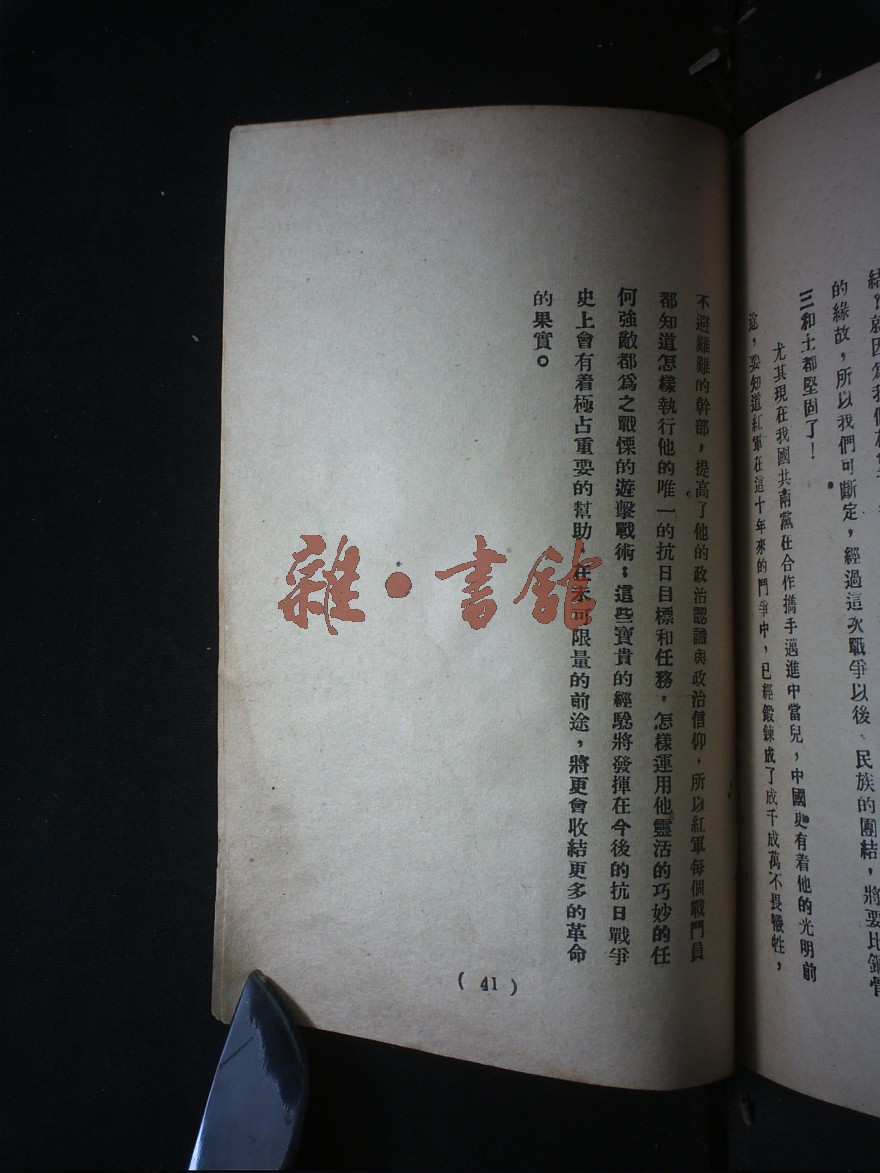 的緣故，所以我們可斷定，經過這次戰爭以後、民族的團結，將要比鋼骨
三和土都堅固了！
尤其現在我國共兩黨在合作攜手邁進中當兒，中國史有着他的光明前
途，要知道紅軍在這十年來的鬥爭中，已經鍛鍊成了成千成萬不畏犧牲，
不避艱難的幹部，提高了他的政治認識與政治信仰，所以紅軍每個戰鬥員
都知道怎樣執行他的唯一的抗日目標和任務，怎樣運用他靈活的巧妙的任
何強敵都爲之戰慄的遊擊戰術；這些寶貴的經驗將發揮在今後的抗日戰爭
史上會有着極占重要的幫助，在未可限量的前途，將更會收結更多的革命
的果實。
( 41 )
雜·書館